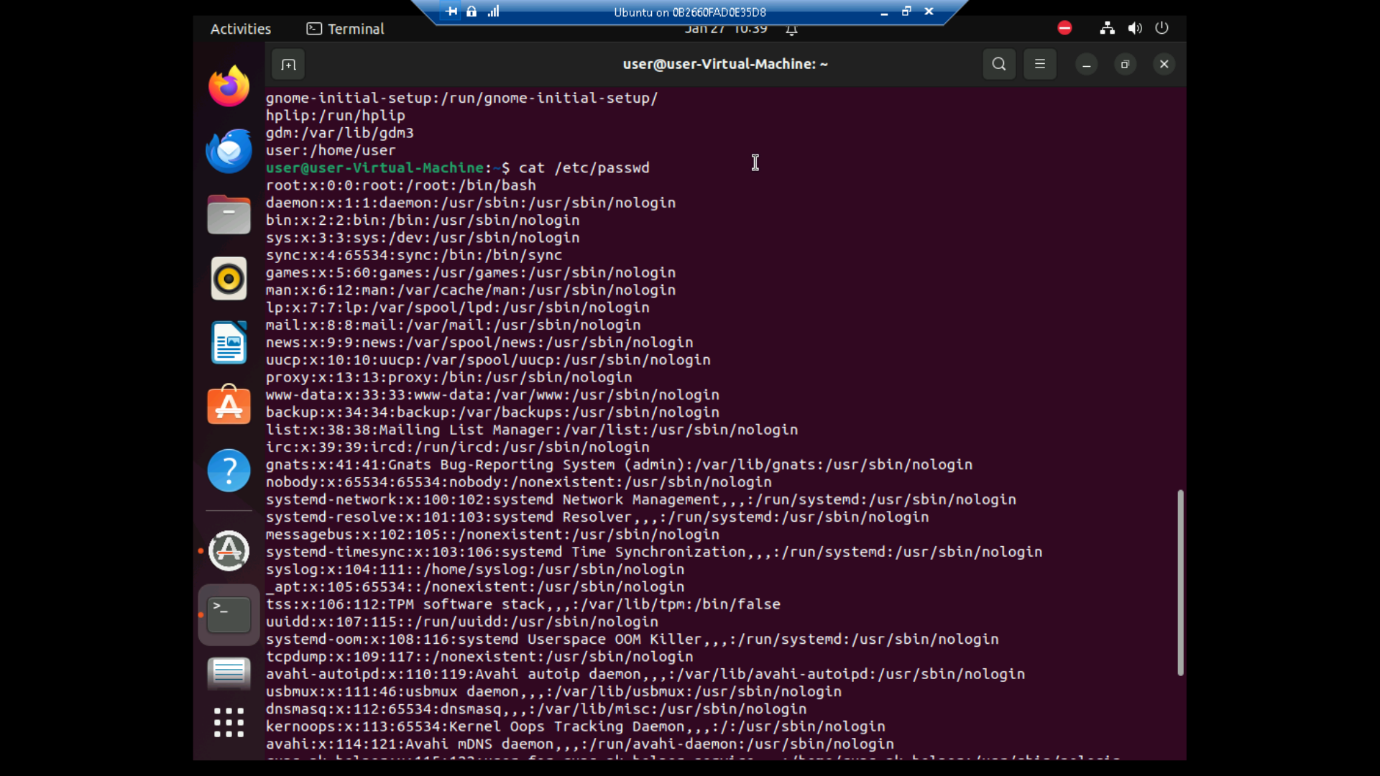 Ubuntu on 0B2660FAD0E35D8
Activities
Terminal
Jan 27 10:39
user@user-Virtual-Machine: ~
gnome-initial-setup:/run/gnome-initial-setup/
hplip:/run/hplip
gdm:/var/lib/gdm3
user:/home/user
user@user-Virtual-Machine:~$ cat /etc/passwd
root:x:0:0:root:/root:/bin/bash
daemon:x:1:1:daemon:/usr/sbin:/usr/sbin/nologin
bin:x:2:2:bin:/bin:/usr/sbin/nologin
sys:x:3:3:sys:/dev:/usr/sbin/nologin
sync:x:4:65534:sync:/bin:/bin/sync
games:x:5:60:games:/usr/games:/usr/sbin/nologin
man:x:6:12:man:/var/cache/man:/usr/sbin/nologin
lp:x:7:7:lp:/var/spool/lpd:/usr/sbin/nologin
mail:x:8:8:mail:/var/mail:/usr/sbin/nologin
news:x:9:9:news:/var/spool/news:/usr/sbin/nologin
uucp:x:10:10:uucp:/var/spool/uucp:/usr/sbin/nologin
proxy:x:13:13:proxy:/bin:/usr/sbin/nologin
www-data:x:33:33:www-data:/var/www:/usr/sbin/nologin
backup:x:34:34:backup:/var/backups:/usr/sbin/nologin
list:x:38:38:Mailing List Manager:/var/list:/usr/sbin/nologin
irc:x:39:39:ircd:/run/ircd:/usr/sbin/nologin
gnats:x:41:41:Gnats Bug-Reporting System (admin):/var/lib/gnats:/usr/sbin/nologin
nobody:x:65534:65534:nobody:/nonexistent:/usr/sbin/nologin
systemd-network:x:100:102:systemd Network Management,,,:/run/systemd:/usr/sbin/nologin
systemd-resolve:x:101:103:systemd Resolver,,,:/run/systemd:/usr/sbin/nologin
messagebus:x:102:105::/nonexistent:/usr/sbin/nologin
systemd-timesync:x:103:106:systemd Time Synchronization,,,:/run/systemd:/usr/sbin/nologin
syslog:x:104:111::/home/syslog:/usr/sbin/nologin
_apt:x:105:65534::/nonexistent:/usr/sbin/nologin
tss:x:106:112:TPM software stack,,,:/var/lib/tpm:/bin/false
uuidd:x:107:115::/run/uuidd:/usr/sbin/nologin
systemd-oom:x:108:116:systemd Userspace OOM Killer,,,:/run/systemd:/usr/sbin/nologin
tcpdump:x:109:117::/nonexistent:/usr/sbin/nologin
avahi-autoipd:x:110:119:Avahi autoip daemon,,,:/var/lib/avahi-autoipd:/usr/sbin/nologin
usbmux:x:111:46:usbmux daemon,,,:/var/lib/usbmux:/usr/sbin/nologin
dnsmasq:x:112:65534:dnsmasq,,,:/var/lib/misc:/usr/sbin/nologin
kernoops:x:113:65534:Kernel Oops Tracking Daemon,,,:/:/usr/sbin/nologin
avahi:x:114:121:Avahi mDNS daemon,,,:/run/avahi-daemon:/usr/sbin/nologin